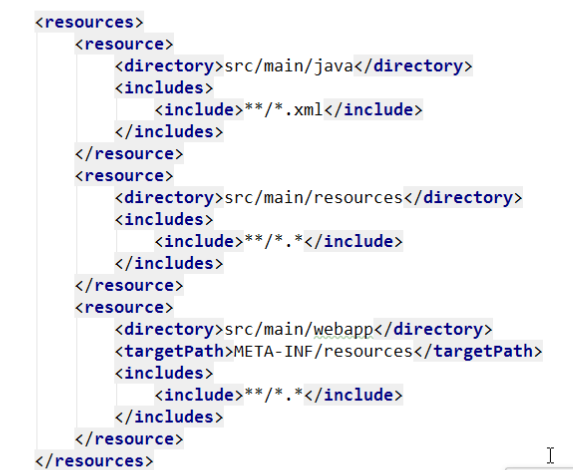 <resources>
<resource>
<directory>src/main/java</directory>
<includes>
<include>**/*.xml</include>
</includes>
</resource>
<resource>
<directory>src/main/resources</directory>
<includes>
<include>**/*.*</include>
</includes>
</resource>
<resource>
<directory>src/main/webapp</directory>
<targetPath>META-INF/resources</targetPath>
<includes>
<include>**/*.*</include>
</includes>
</resource>
</resources>